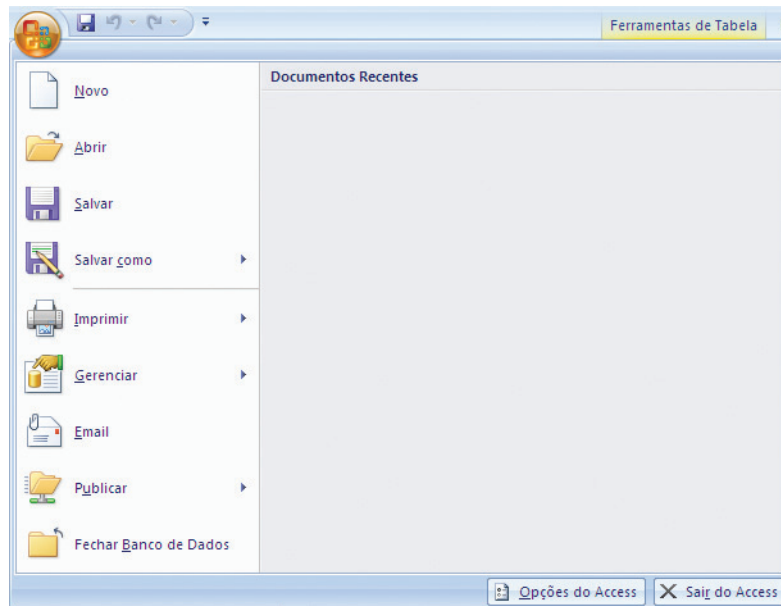 Ferramentas de Tabela
Documentos Recentes
Novo
Abrir
Salvar
Salvar como
Imprimir
Gerenciar
Email
Publicar
Fechar Banco de Dados
Opções do Access
Sair do Access